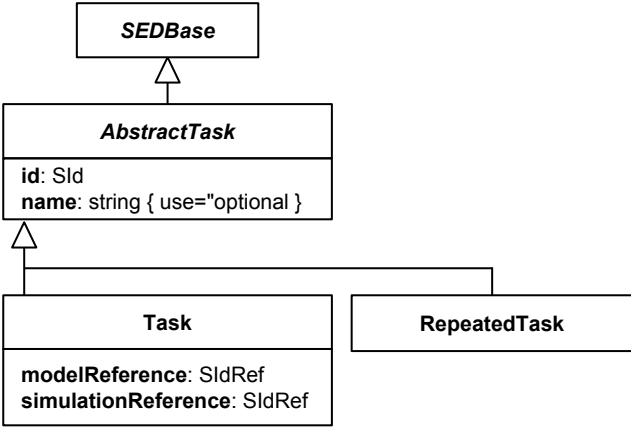 SEDBase
AbstractTask
id: SId
name: string { use="optional }
Task
RepeatedTask
modelReference: SIdRef
simulationReference: SIdRef